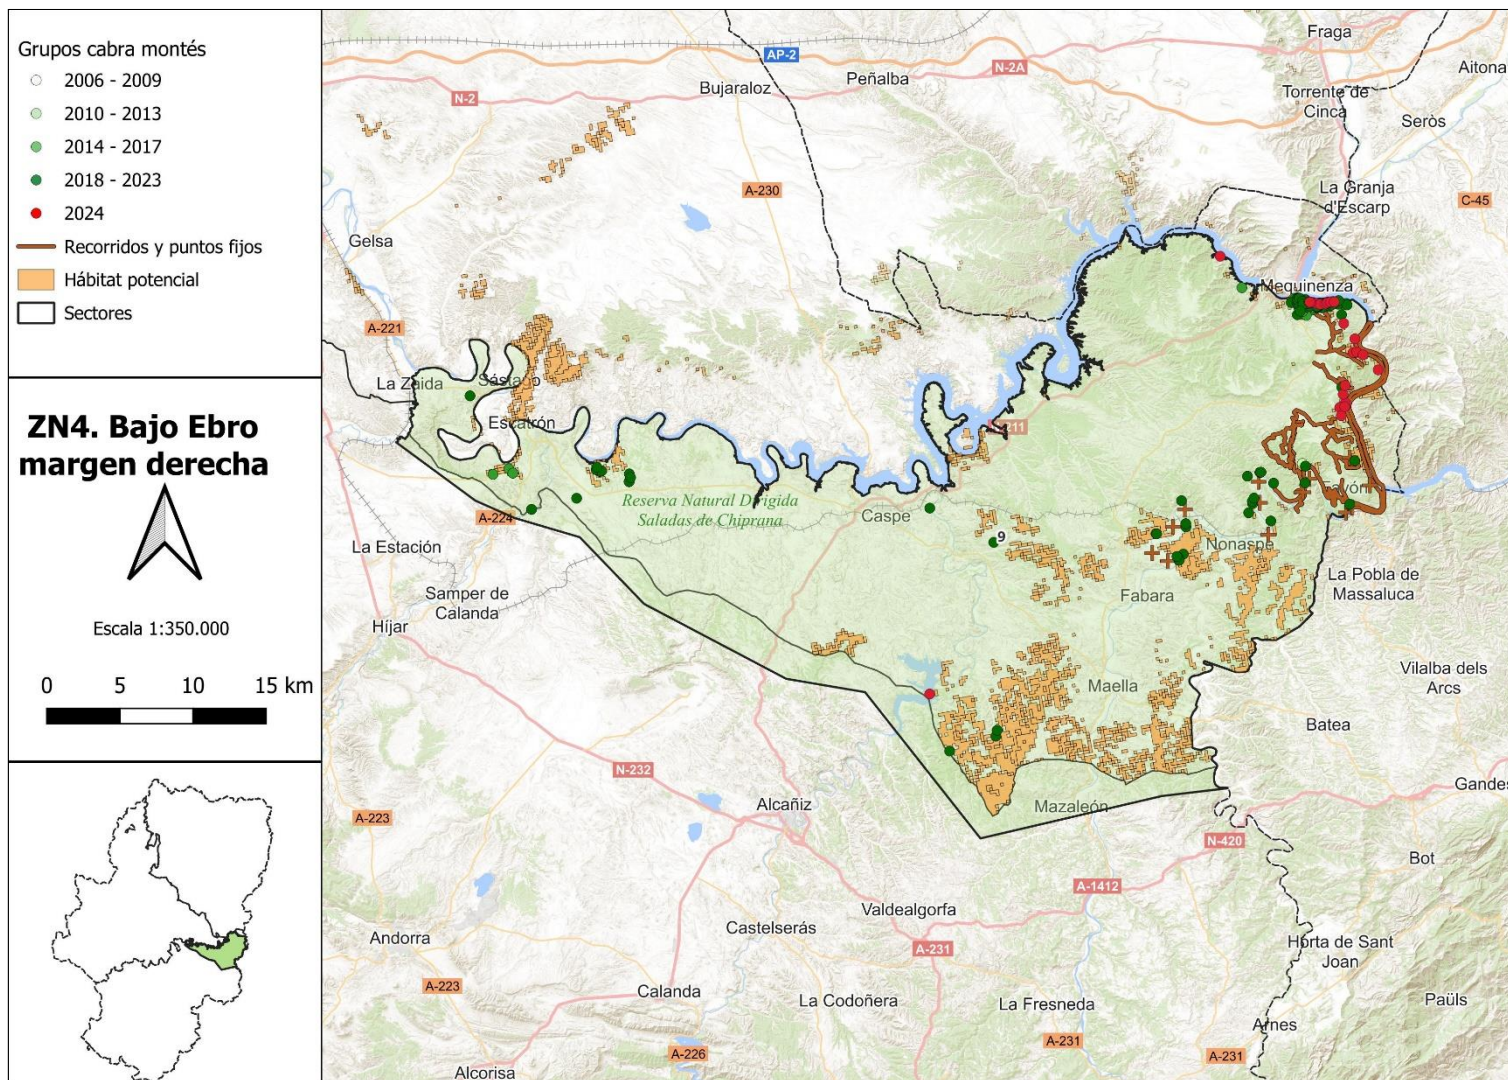 Grupos cabra montés
2006 - 2009
2010 - 2013
2014 - 2017
2018 - 2023
2024
Recorridos y puntos fijos
Hábitat potencial
Sectores
ZN4. Bajo Ebro
margen derecha
Escala 1:350.000
0 5 10 15 km
Fraga
AP-2
Aitona
N-2A
Peñalba
Bujaraloz
N-2
Torrente de
Cinca
Seròs
A-230
La Granja
d'Escarp
C-45
Gelsa
Mequinenza
A-221
La Zaida
Sástago
Escatrón
211
Reserva Natural Dirigida
Saladas de Chiprana
A-224
Caspe
9
La Estación
Nonaspe
La Pobla de
Massaluca
Samper de
Calanda
Fabara
Híjar
Vilalba dels
Arcs
Maella
Batea
N-232
Gandes
Alcañiz
Mazaleón
A-223
N-420
Bot
A-1412
Valdealgorfa
Castelserás
Andorra
A-231
Horta de Sant
Joan
A-223
Calanda
La Codoñera
La Fresneda
Paüls
Arnes
A-231
A-226
A-231
Alcorisa